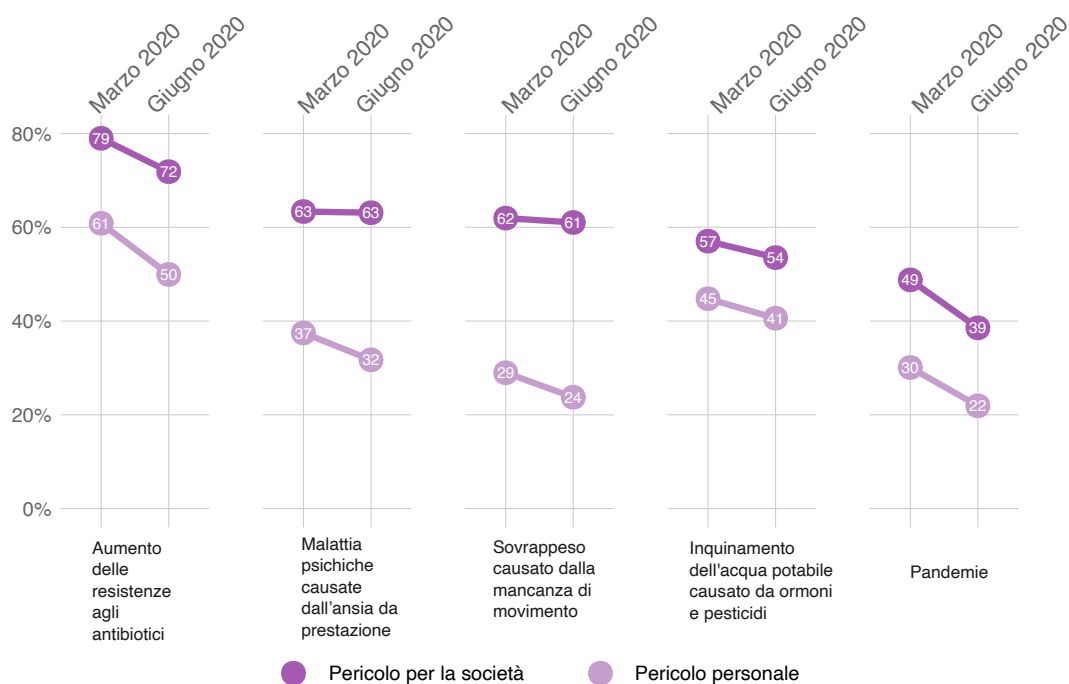 Marzo 2020
Giugno 2020
Marzo 2020
Giugno 2020
Marzo 2020
Giugno 2020
Marzo 2020
Giugno 2020
Marzo 2020
Giugno 2020
80%
60%
40%
20%
0%
79
72
61
50
63
63
37
32
62
61
29
24
57
54
45
41
49
39
30
22
Aumento
delle
resistenze
agli
antibiotici
Malattia
psichiche
causate
dall'ansia da
prestazione
Sovrappeso
causato dalla
mancanza di
movimento
Inquinamento
dell'acqua potabile
causato da ormoni
e pesticidi
Pandemie
Pericolo per la società
Pericolo personale